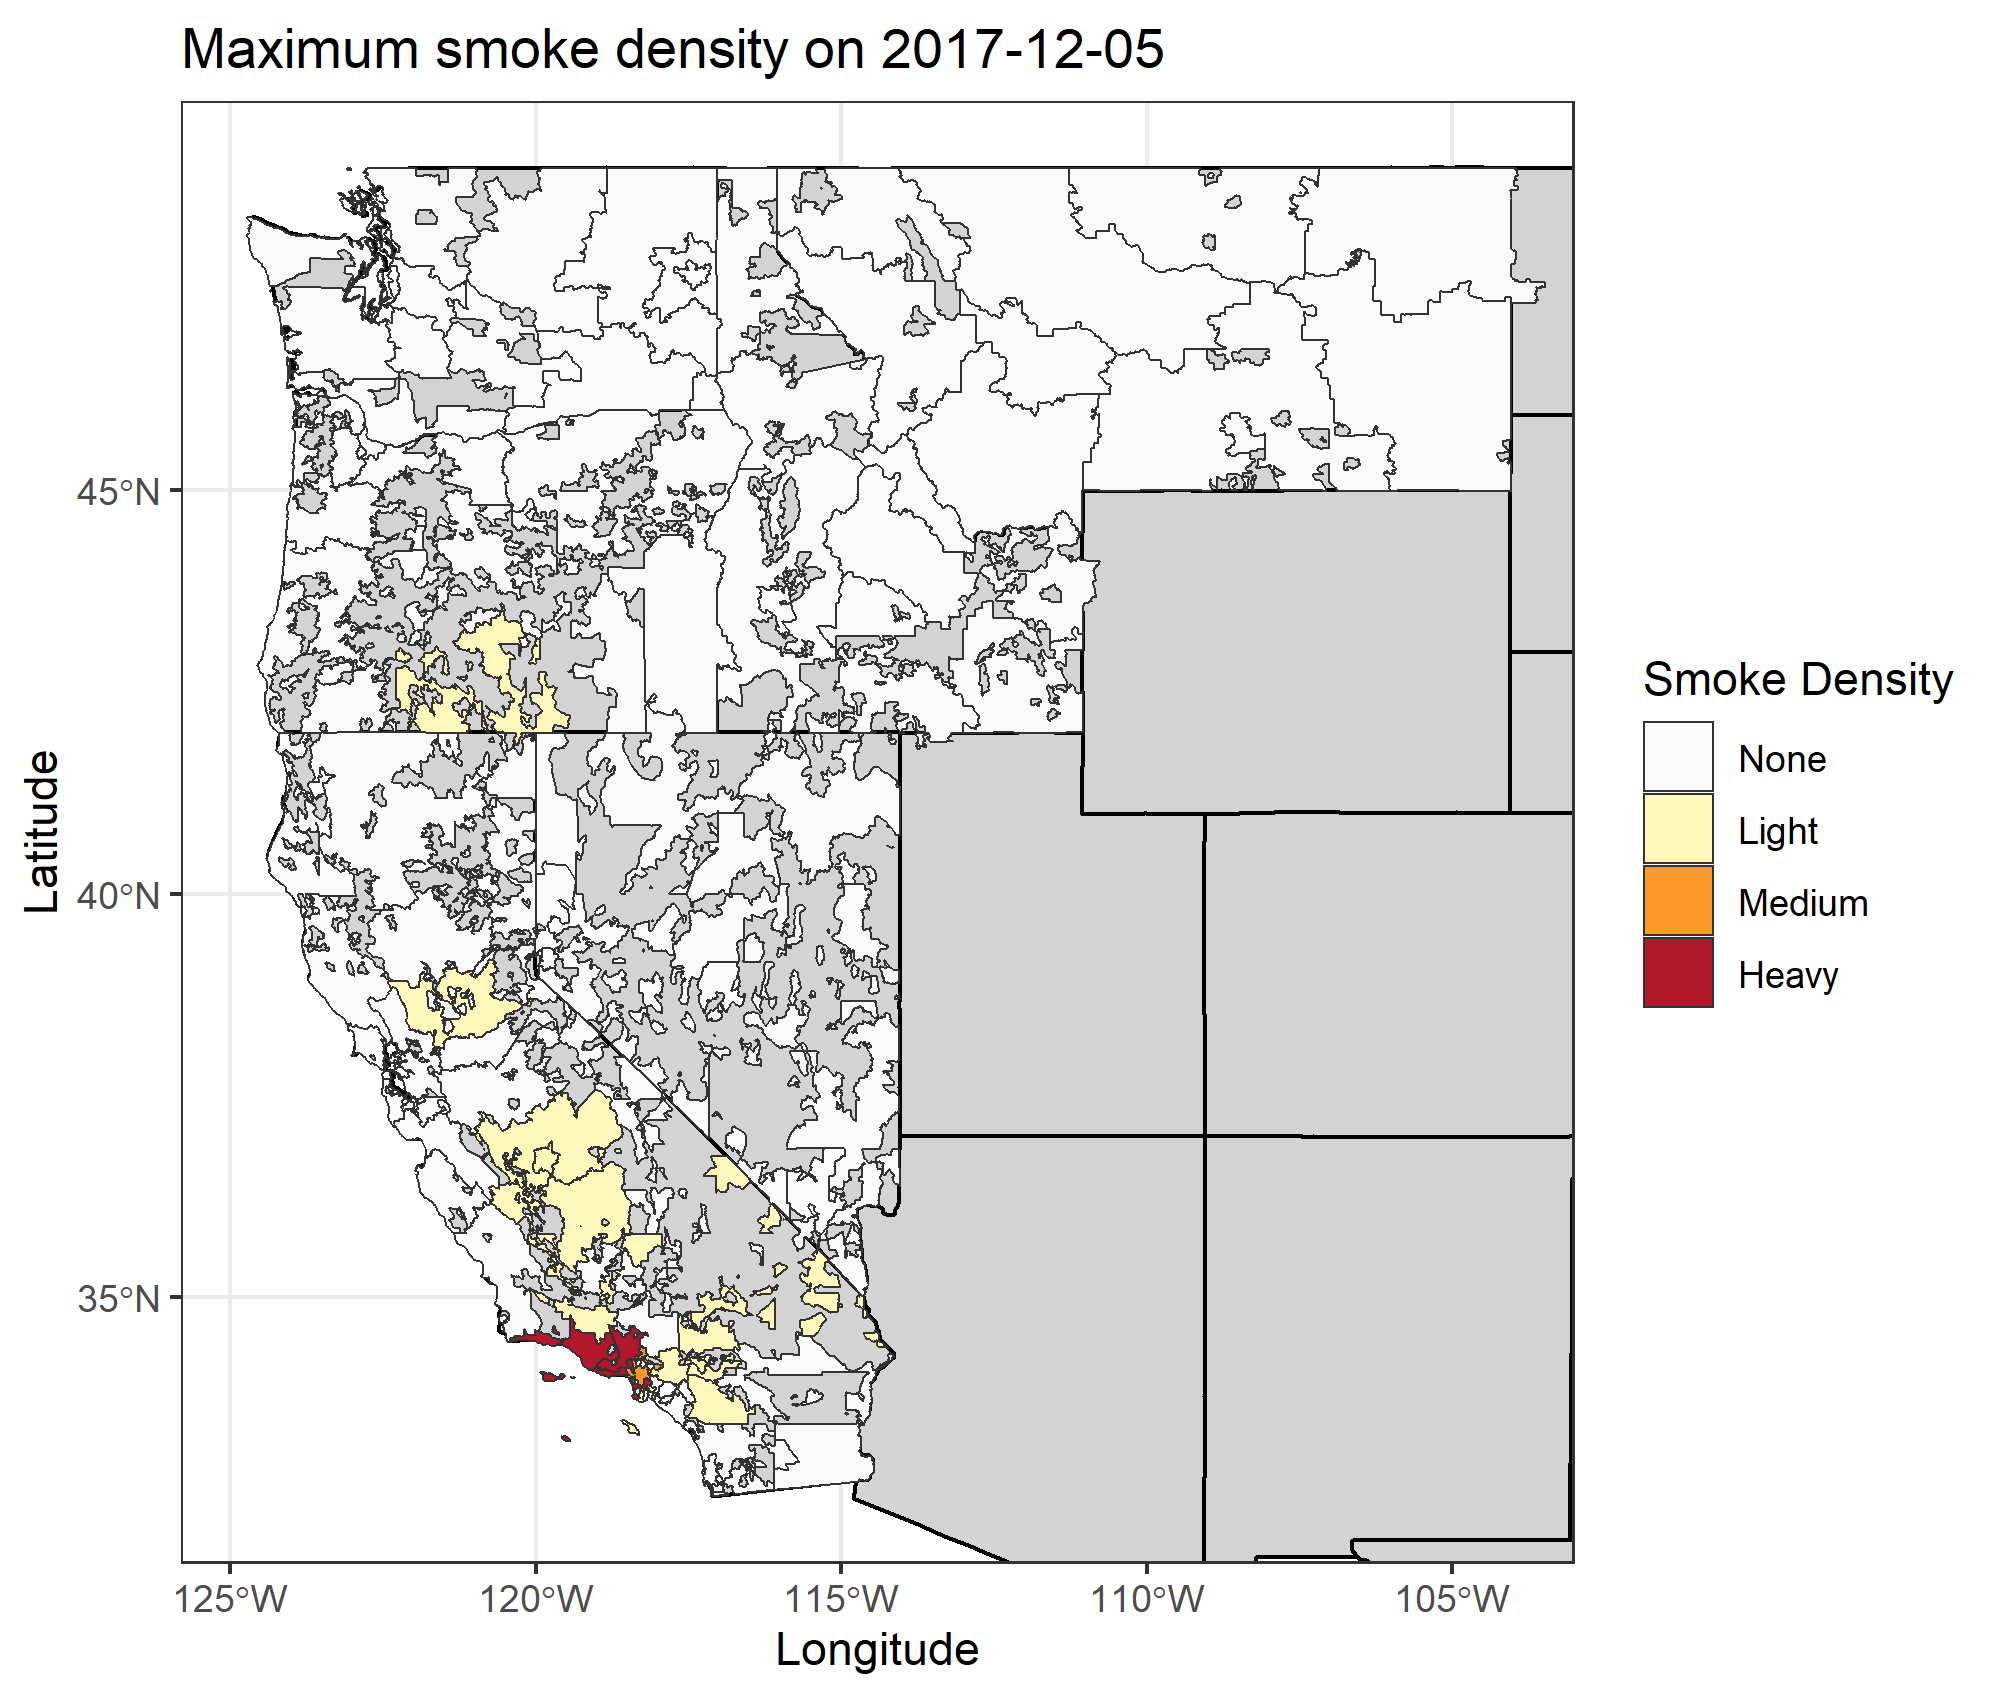 Maximum smoke density on 2017-12-05
45°N
40°N
35°N
Latitude
125°W
120°W
115°W
110°W
105°W
Longitude
Smoke Density
None
Light
Medium
Heavy